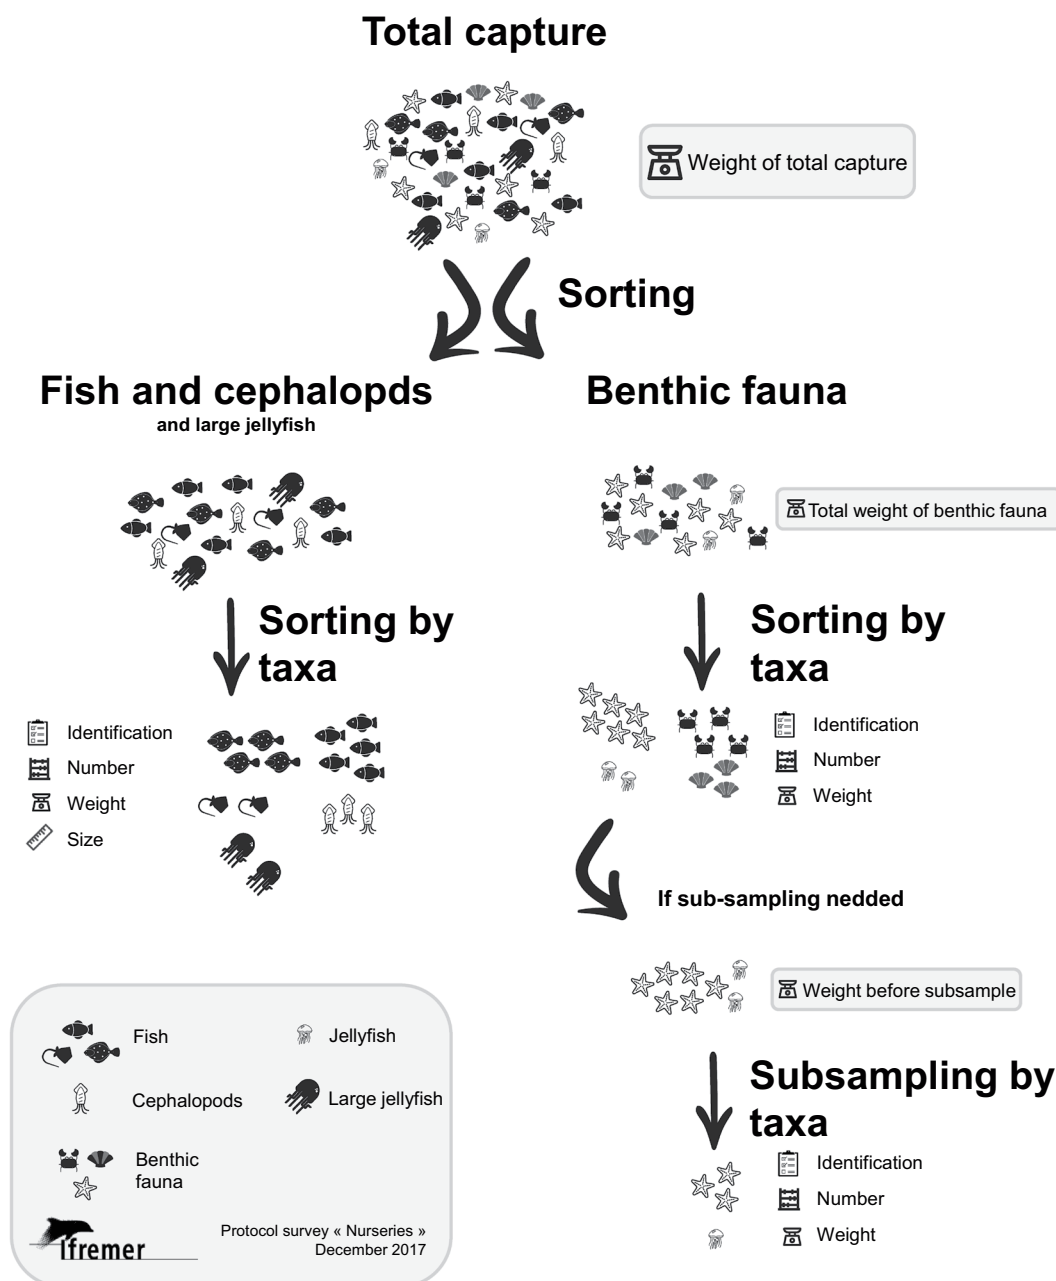 Total capture
Weight of total capture
Sorting
Fish and cephalopds
and large jellyfish
Benthic fauna
Total weight of benthic fauna
Sorting by
taxa
Sorting by
taxa
Identification
Number
Weight
Size
Identification
Number
Weight
If sub-sampling nedded
Weight before subsample
Subsampling by
taxa
Identification
Number
Weight
Fish
Jellyfish
Cephalopods
Large jellyfish
Benthic
fauna
Ifremer
Protocol survey « Nurseries »
December 2017